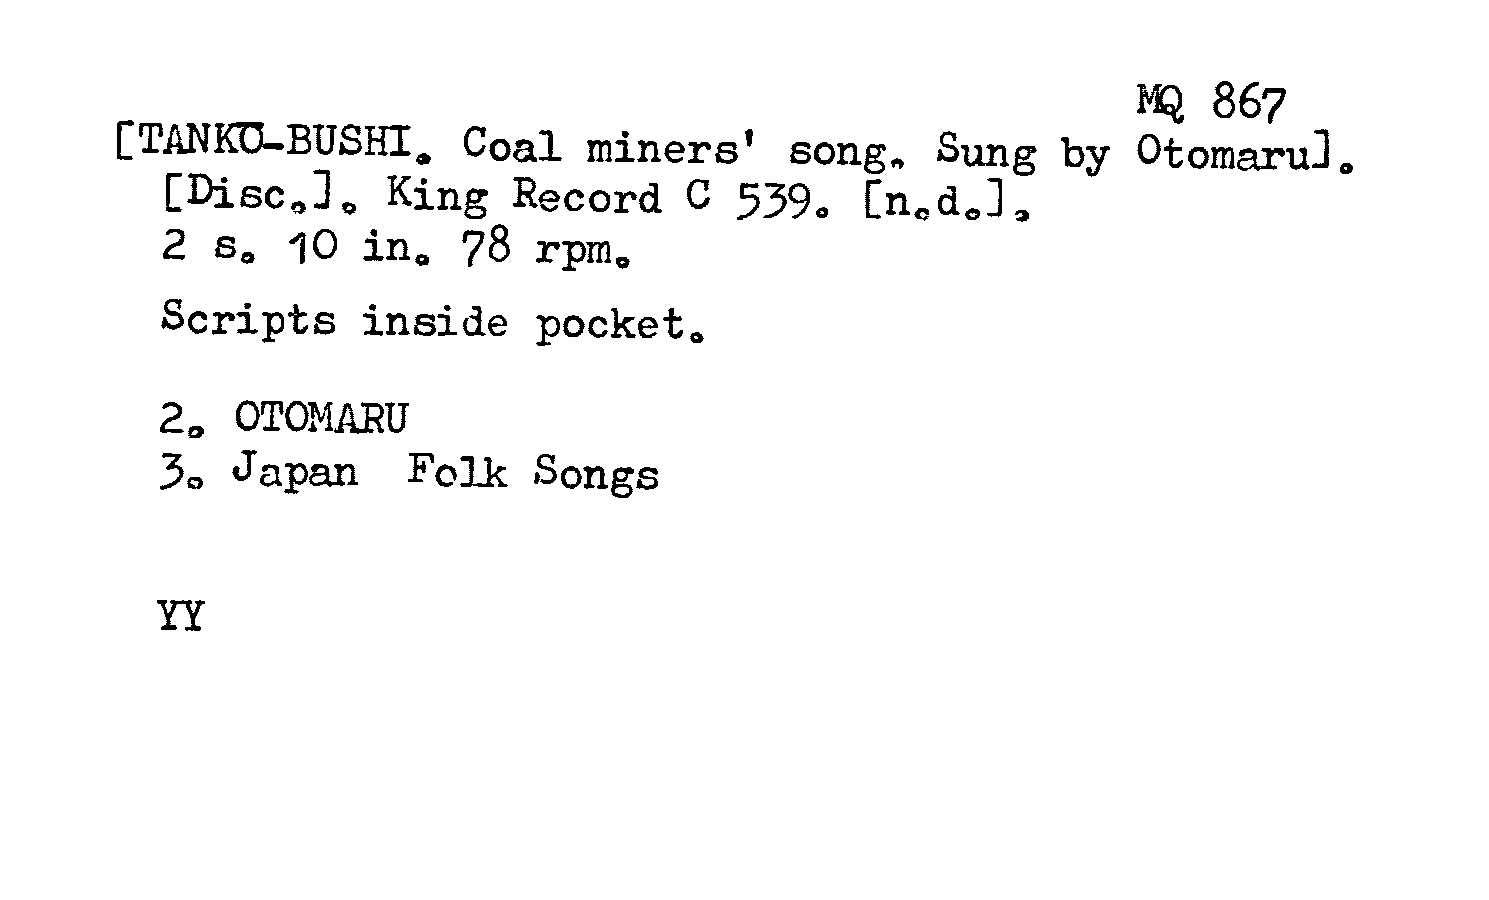 MQ 867
[TANKŌ-BUSHI. Coal miners' song. Sung by Otomaru].
[Disc.]. King Record C 539. [n.d.].
2 s. 10 in. 78 rpm.
Scripts inside pocket.
2. OTOMARU
3. Japan Folk Songs
YY